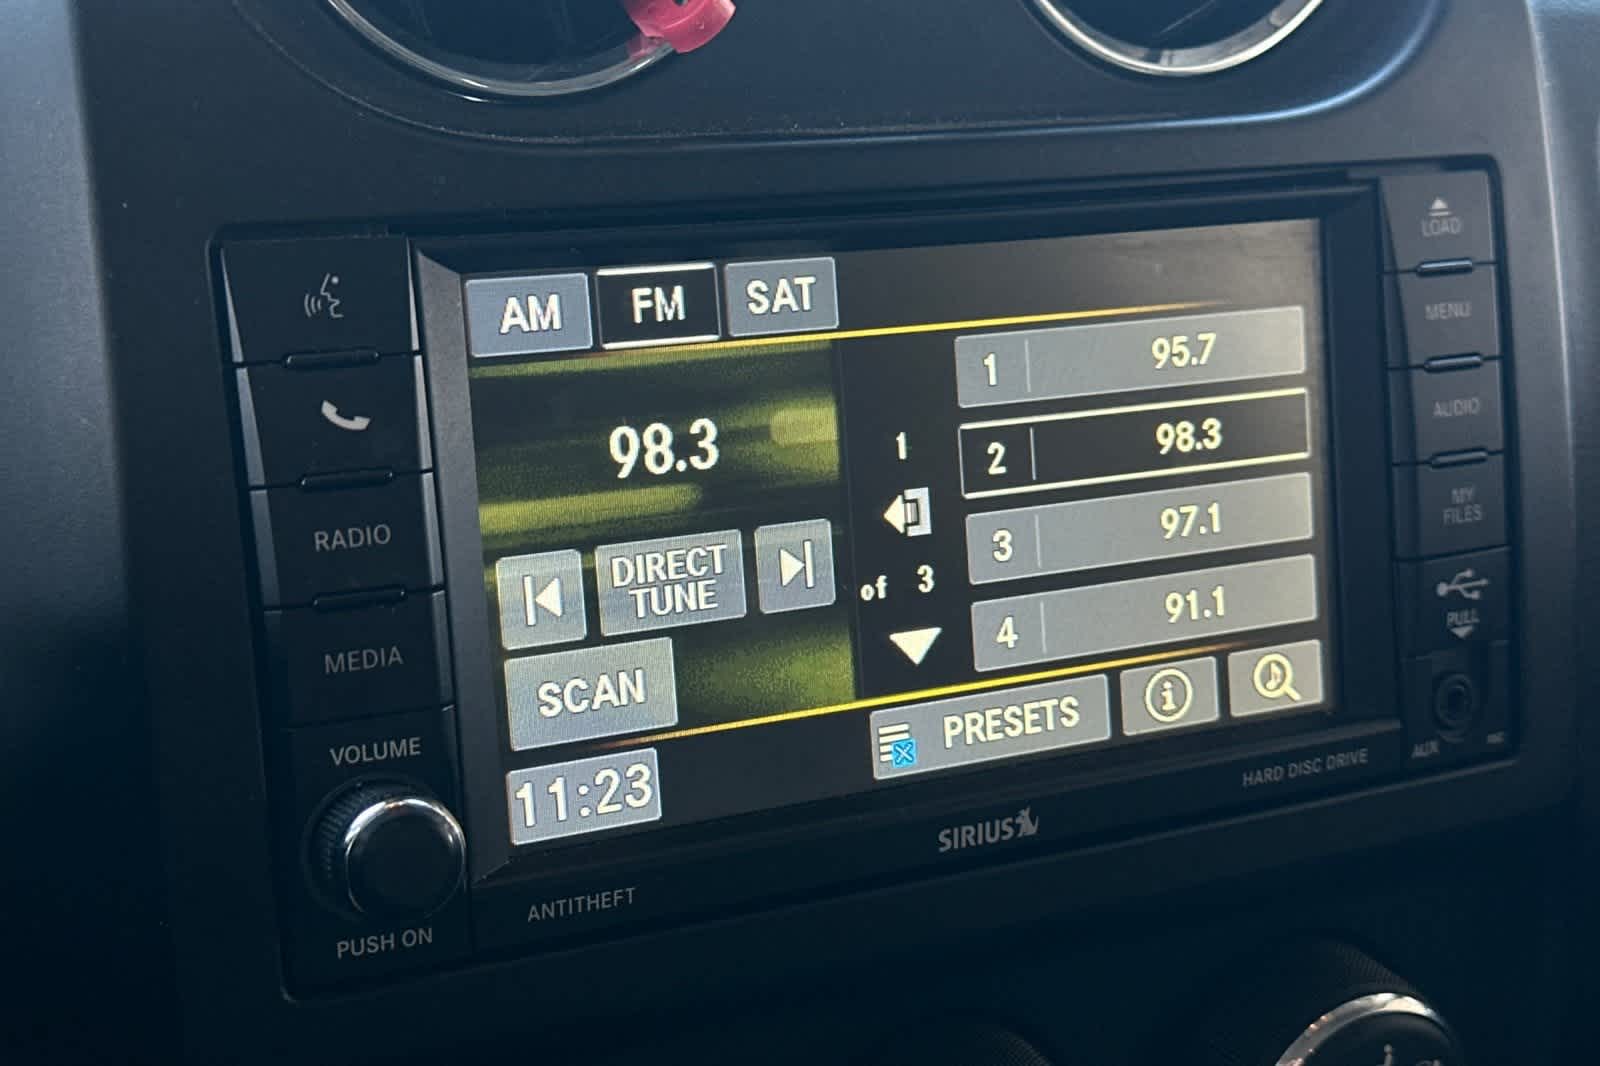 AM
FM
SAT
98.3
DIRECT
TUNE
SCAN
11:23
1
of 3
1 95.7
2 98.3
3 97.1
4 91.1
PRESETS
i
RADIO
MEDIA
VOLUME
PUSH ON
ANTITHEFT
SIRIUS
HARD DISC DRIVE
LOAD
MENU
AUDIO
MY
FILES
PULL
AUX